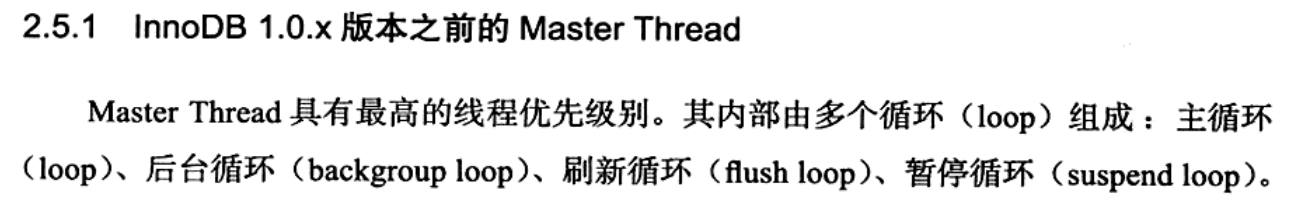 2.5.1 InnoDB 1.0.x 版本之前的 Master Thread
Master Thread 具有最高的线程优先级别。其内部由多个循环（loop）组成：主循环
（loop）、后台循环（backgroup loop）、刷新循环（flush loop）、暂停循环（suspend loop）。